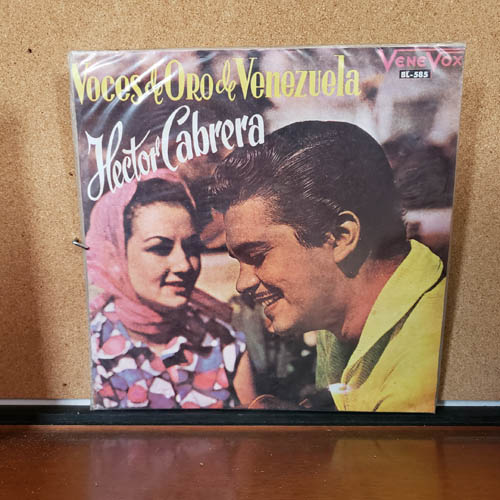 Voces de Oro de Venezuela
VENEVOX
BL-585
Hector Cabrera